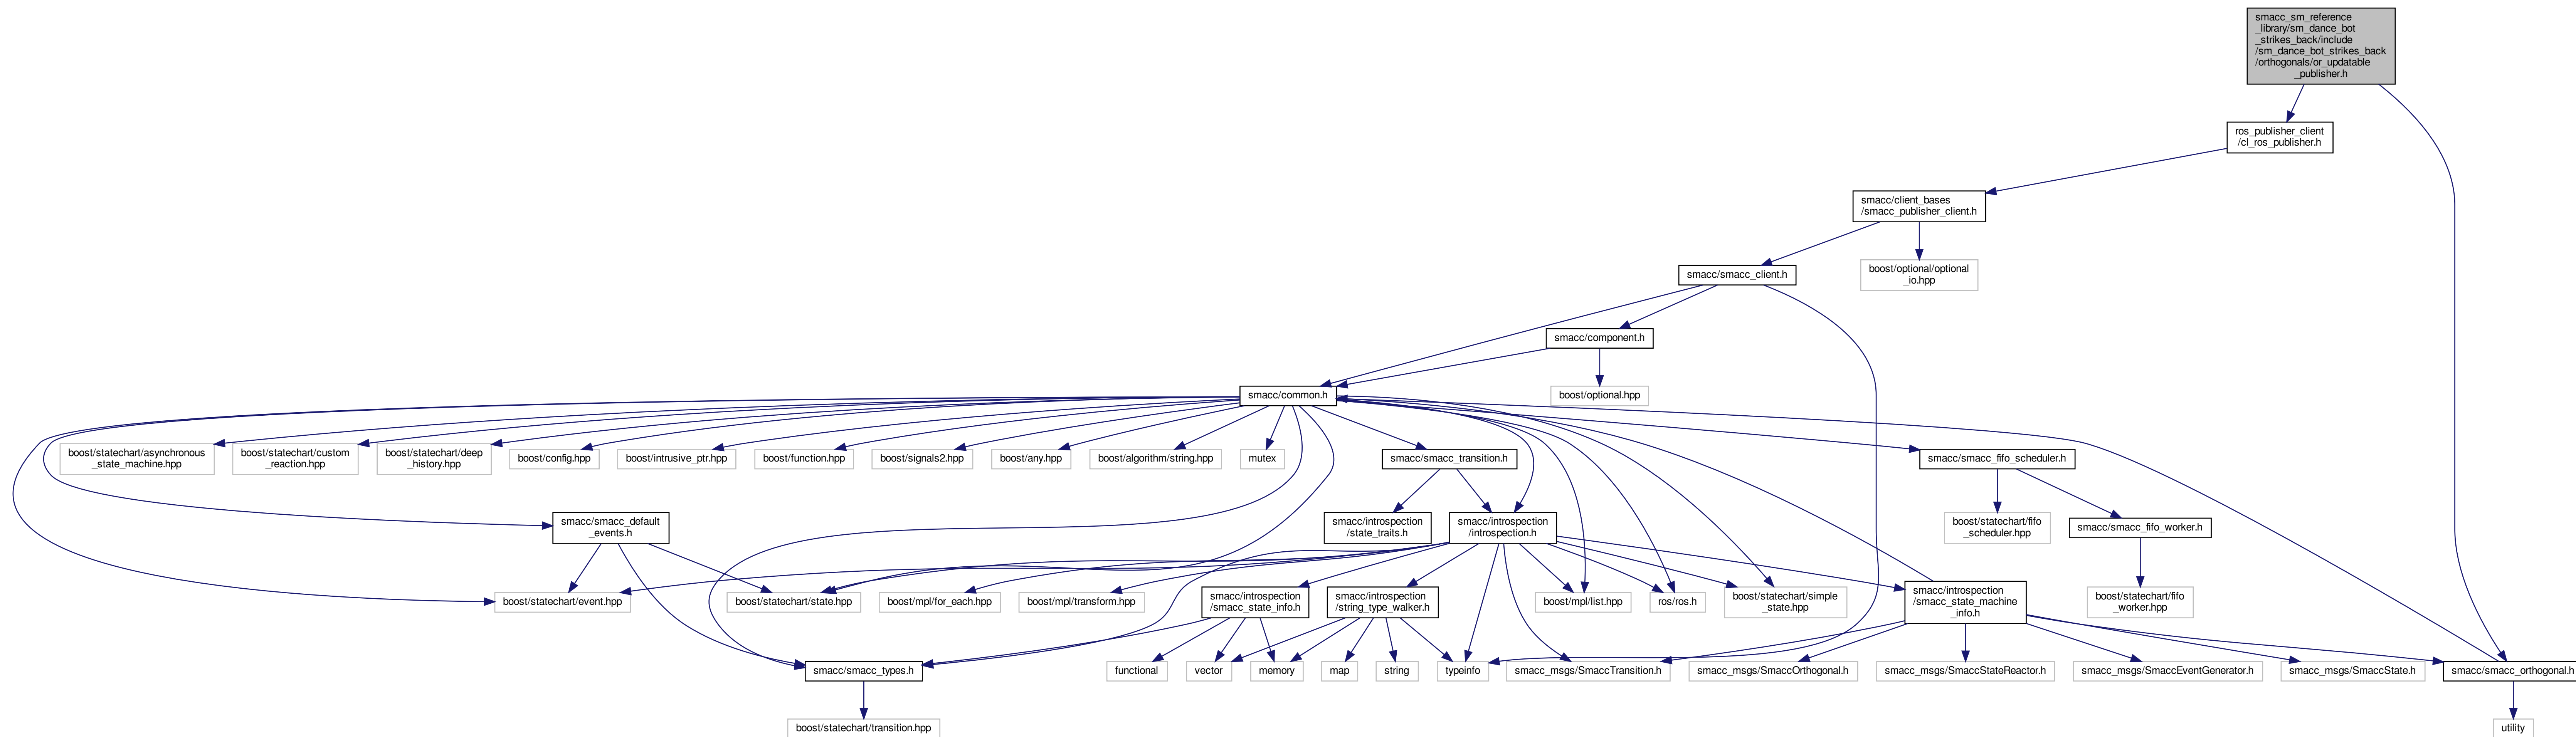 smacc_sm_reference
_library/sm_dance_bot
_strikes_back/include
/sm_dance_bot_strikes_back
/orthogonals/or_updatable
_publisher.h
ros_publisher_client
/cl_ros_publisher.h
smacc/client_bases
/smacc_publisher_client.h
smacc/smacc_client.h
boost/optional/optional
_io.hpp
smacc/component.h
smacc/common.h
boost/optional.hpp
boost/statechart/asynchronous
_state_machine.hpp
boost/statechart/custom
_reaction.hpp
boost/statechart/deep
_history.hpp
boost/config.hpp
boost/intrusive_ptr.hpp
boost/function.hpp
boost/signals2.hpp
boost/any.hpp
boost/algorithm/string.hpp
mutex
smacc/smacc_transition.h
smacc/smacc_fifo_scheduler.h
smacc/smacc_default
_events.h
smacc/introspection
/state_traits.h
smacc/introspection
/introspection.h
boost/statechart/fifo
_scheduler.hpp
smacc/smacc_fifo_worker.h
boost/statechart/event.hpp
boost/statechart/state.hpp
boost/mpl/for_each.hpp
boost/mpl/transform.hpp
smacc/introspection
/smacc_state_info.h
smacc/introspection
/string_type_walker.h
boost/mpl/list.hpp
ros/ros.h
boost/statechart/simple
_state.hpp
smacc/introspection
/smacc_state_machine
_info.h
boost/statechart/fifo
_worker.hpp
smacc/smacc_types.h
functional
vector
memory
map
string
typeinfo
smacc_msgs/SmaccTransition.h
smacc_msgs/SmaccOrthogonal.h
smacc_msgs/SmaccStateReactor.h
smacc_msgs/SmaccEventGenerator.h
smacc_msgs/SmaccState.h
smacc/smacc_orthogonal.h
boost/statechart/transition.hpp
utility